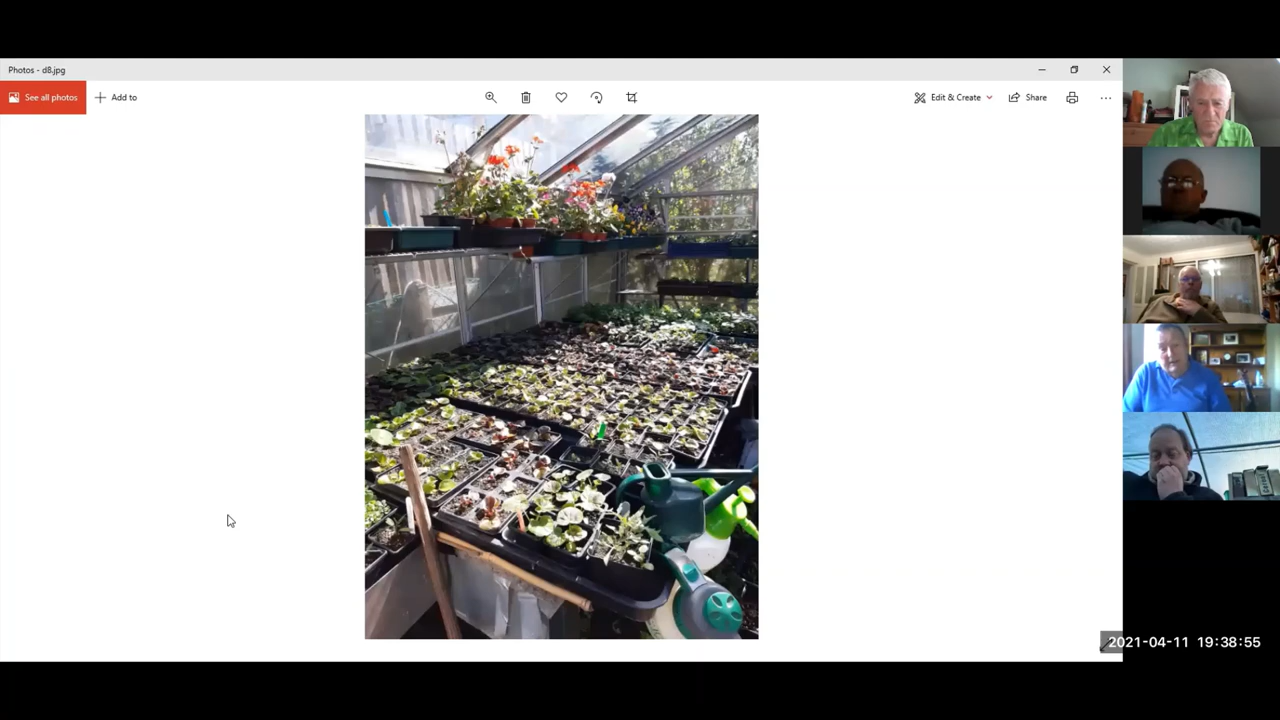 Photos - d8.jpg
See all photos
Add to
Edit & Create
Share
2021-04-11 19:38:55